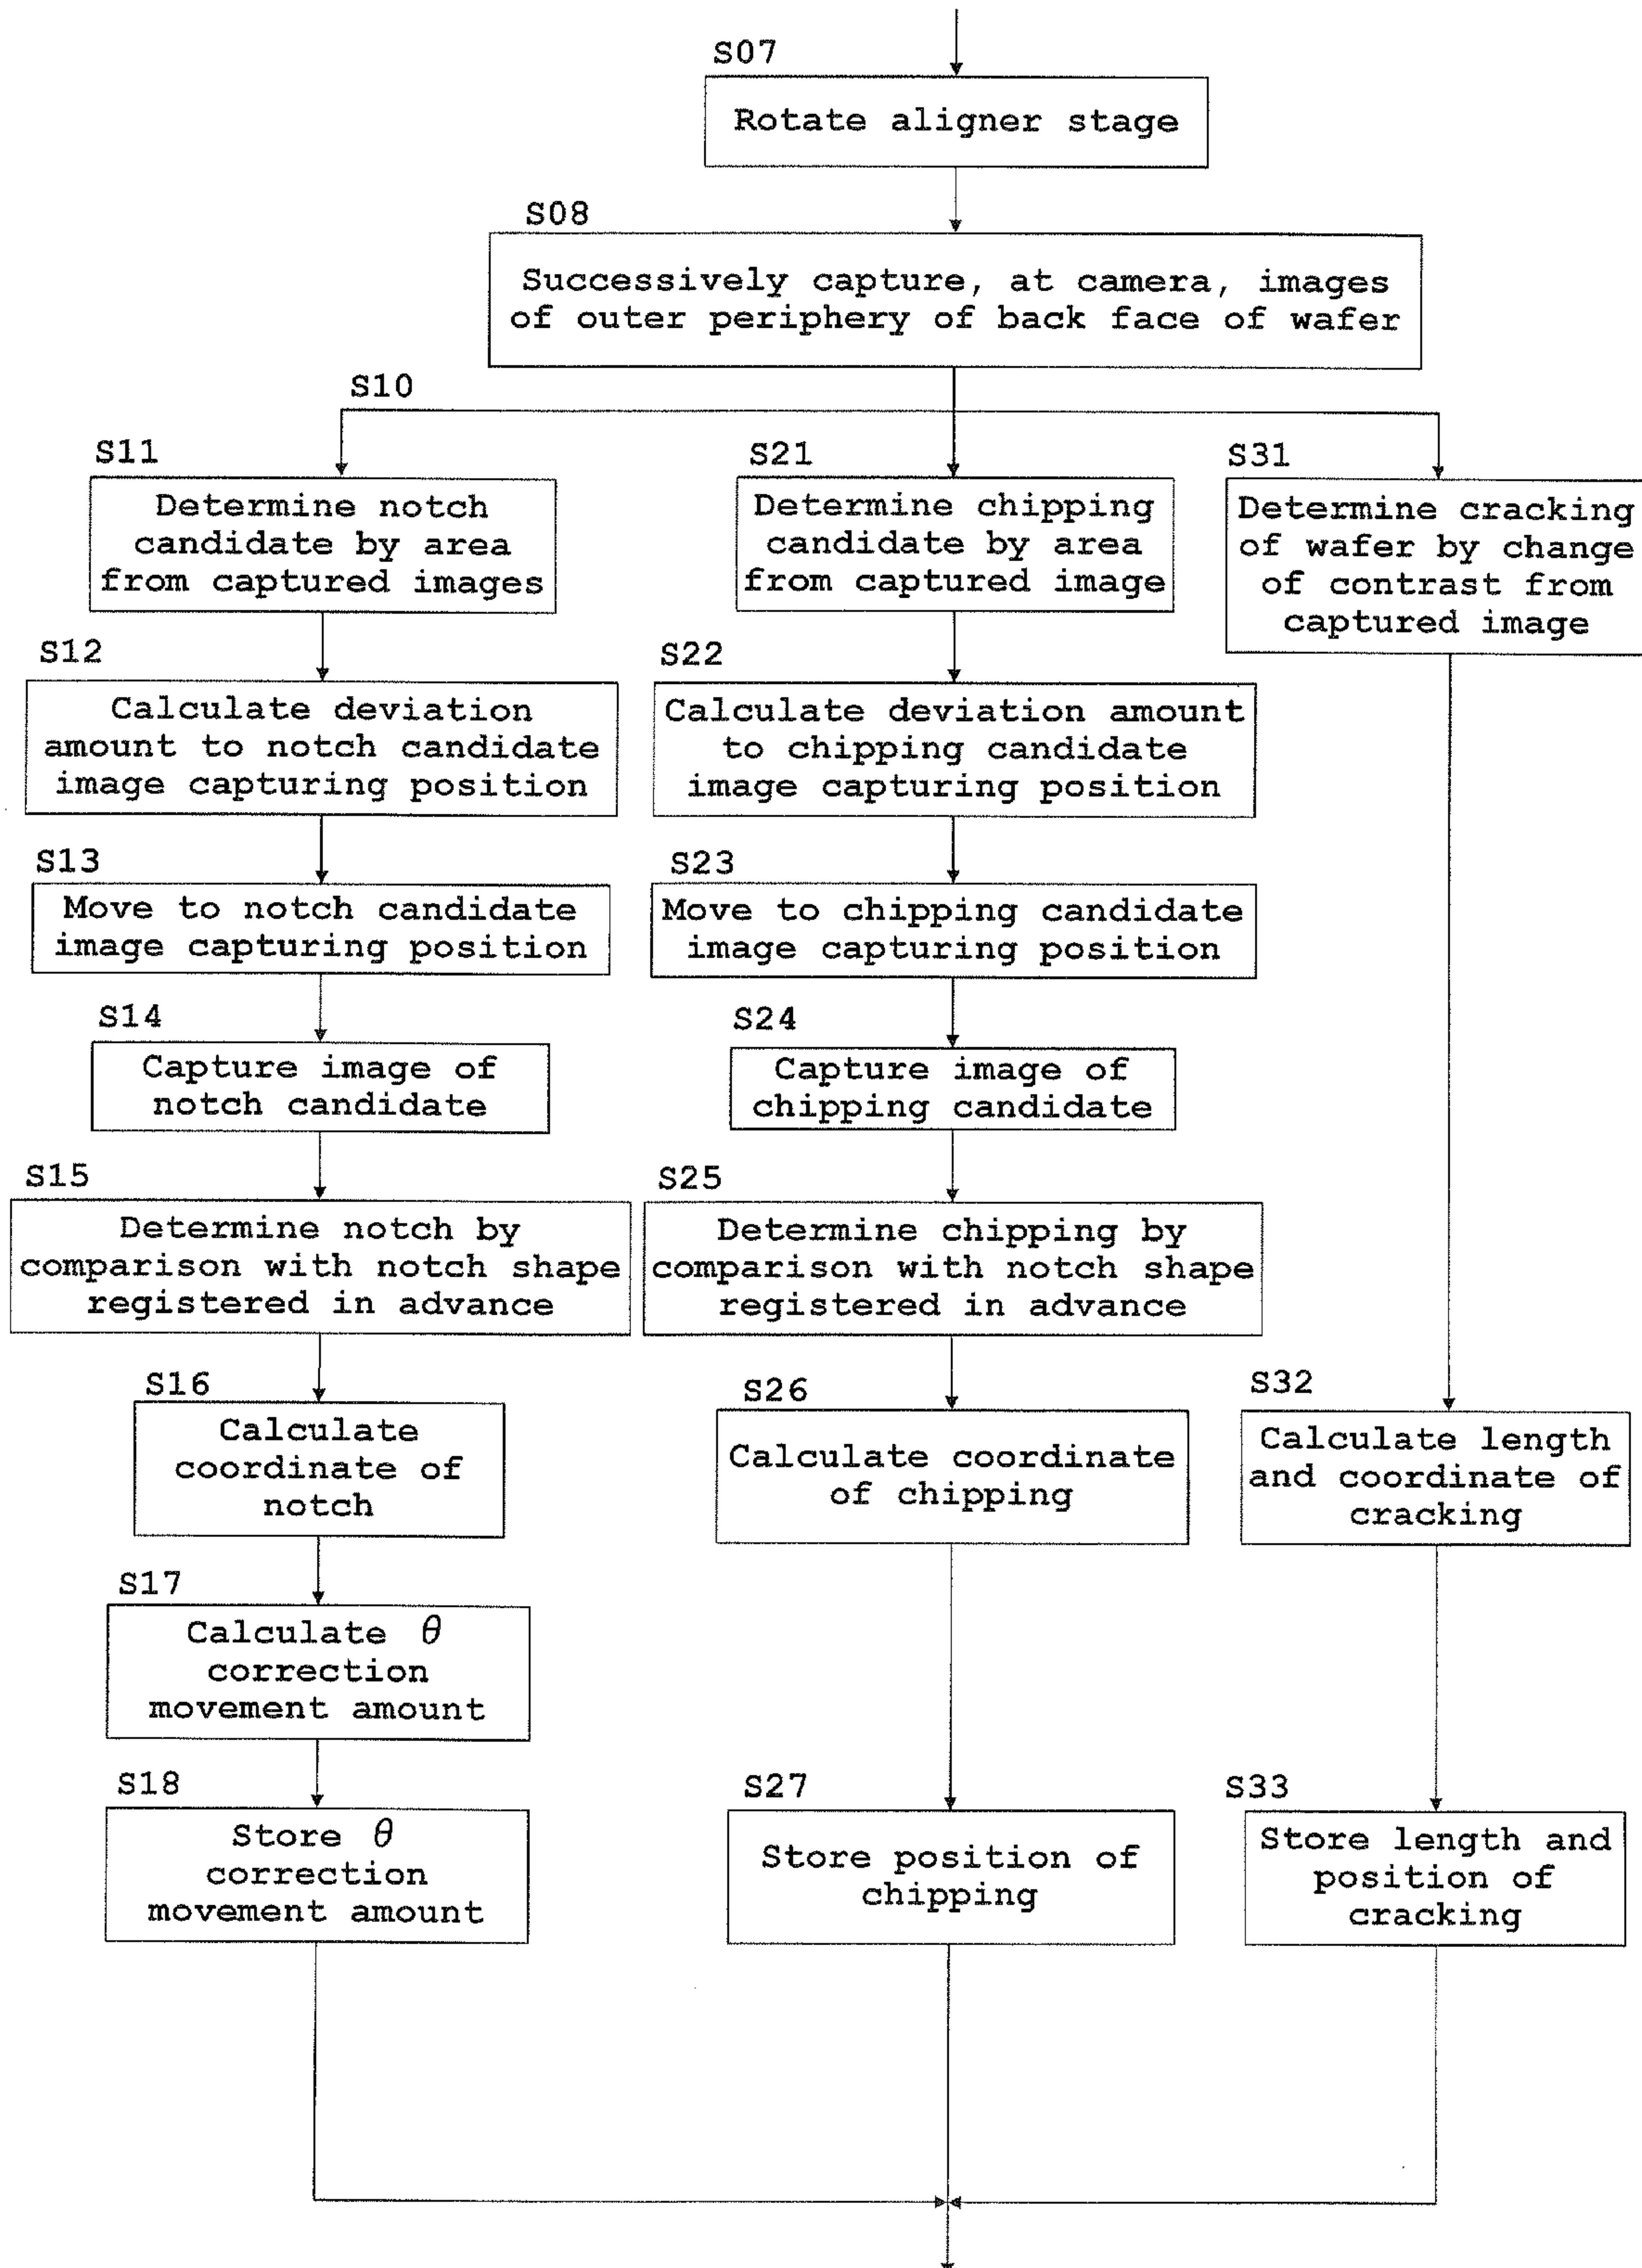 S07
Rotate aligner stage
S08
Successively capture, at camera, images
of outer periphery of back face of wafer
S10
S11
Determine notch
candidate by area
from captured images
S12
Calculate deviation
amount to notch candidate
image capturing position
S13
Move to notch candidate
image capturing position
S14
Capture image of
notch candidate
S15
Determine notch by
comparison with notch shape
registered in advance
S16
Calculate
coordinate of
notch
S17
Calculate θ
correction
movement amount
S18
Store θ
correction
movement amount
S21
Determine chipping
candidate by area
from captured image
S22
Calculate deviation amount
to chipping candidate
image capturing position
S23
Move to chipping candidate
image capturing position
S24
Capture image of
chipping candidate
S25
Determine chipping by
comparison with notch shape
registered in advance
S26
Calculate coordinate
of chipping
S27
Store position of
chipping
S31
Determine cracking
of wafer by change
of contrast from
captured image
S32
Calculate length
and coordinate of
cracking
S33
Store length and
position of
cracking